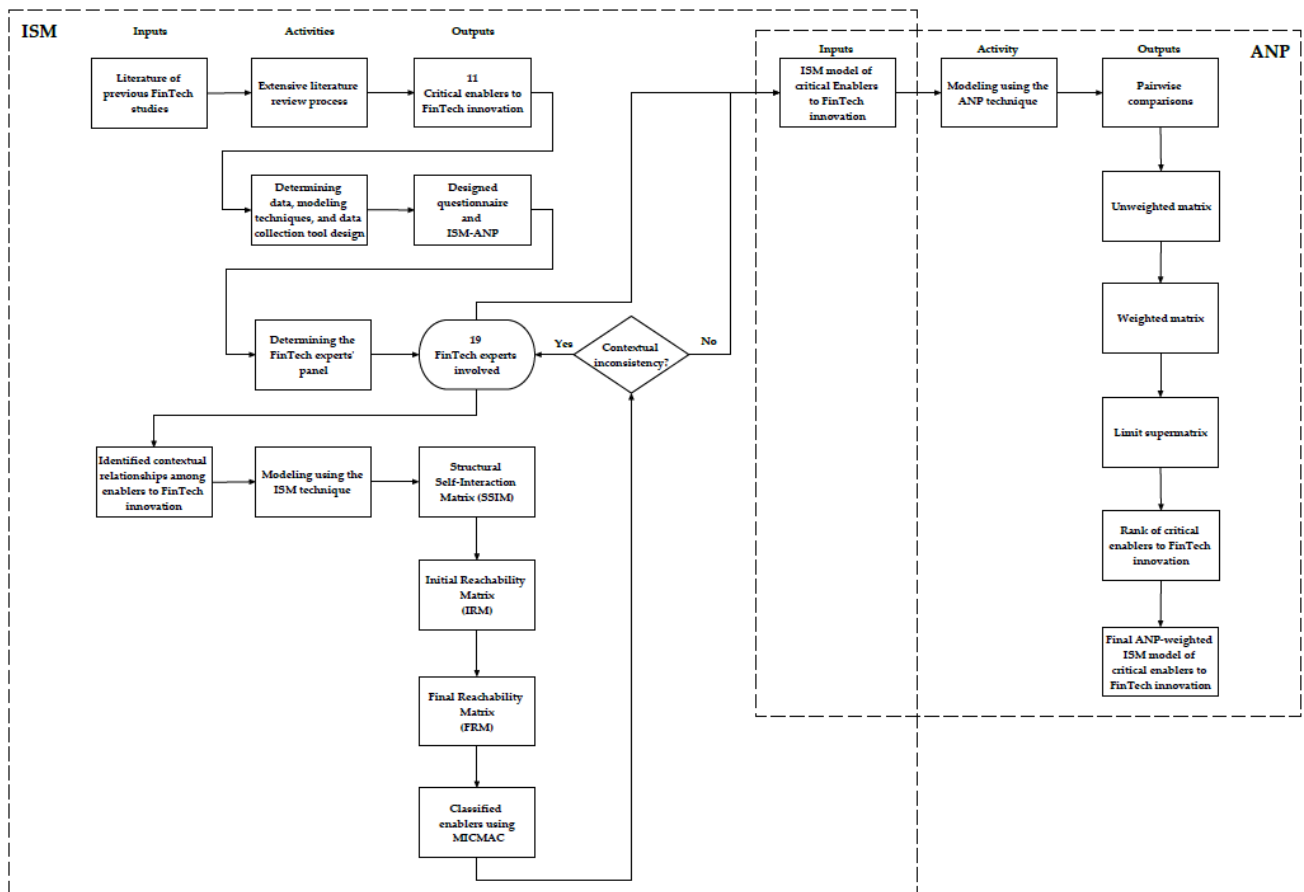 ISM
Inputs
Activities
Outputs
Literature of
previous FinTech
studies
Extensive literature
review process
11
Critical enablers to
FinTech innovation
Determining
data, modeling
techniques, and data
collection tool design
Designed
questionnaire
and
ISM-ANP
Determining the
FinTech experts'
panel
19
FinTech experts
involved
Yes
Contextual
inconsistency?
No
Identified contextual
relationships among
enablers to FinTech
innovation
Modeling using the
ISM technique
Structural
Self-Interaction
Matrix (SSIM)
Initial Reachability
Matrix
(IRM)
Final Reachability
Matrix
(FRM)
Classified
enablers using
MICMAC
ANP
Inputs
Activity
Outputs
ISM model of
critical Enablers
to FinTech
innovation
Modeling using the
ANP technique
Pairwise
comparisons
Unweighted matrix
Weighted matrix
Limit supermatrix
Rank of critical
enablers to FinTech
innovation
Final ANP-weighted
ISM model of
critical enablers to
FinTech innovation